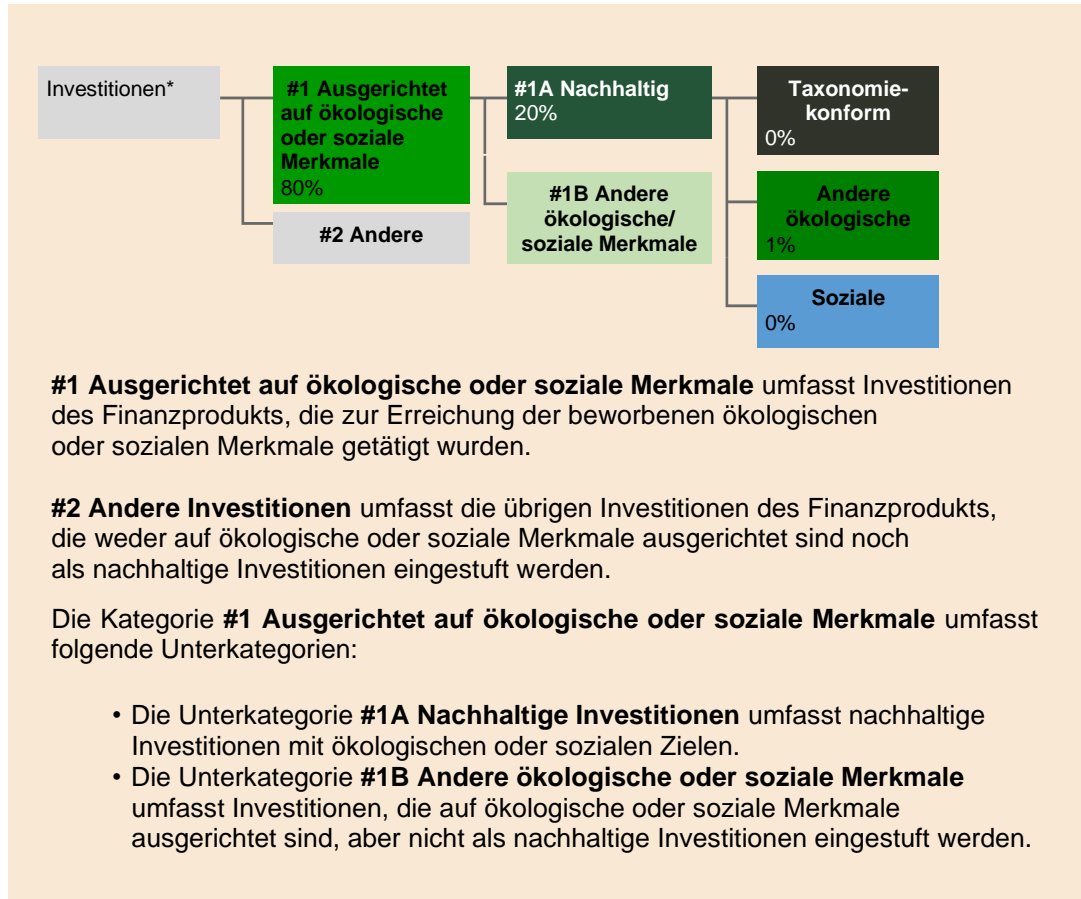 Investitionen*
#1 Ausgerichtet
auf ökologische
oder soziale
Merkmale
80%
#2 Andere
#1A Nachhaltig
20%
#1B Andere
ökologische/
soziale Merkmale
Taxonomie-
konform
0%
Andere
ökologische
1%
Soziale
0%
#1 Ausgerichtet auf ökologische oder soziale Merkmale umfasst Investitionen
des Finanzprodukts, die zur Erreichung der beworbenen ökologischen
oder sozialen Merkmale getätigt wurden.
#2 Andere Investitionen umfasst die übrigen Investitionen des Finanzprodukts,
die weder auf ökologische oder soziale Merkmale ausgerichtet sind noch
als nachhaltige Investitionen eingestuft werden.
Die Kategorie #1 Ausgerichtet auf ökologische oder soziale Merkmale umfasst
folgende Unterkategorien:
• Die Unterkategorie #1A Nachhaltige Investitionen umfasst nachhaltige
Investitionen mit ökologischen oder sozialen Zielen.
• Die Unterkategorie #1B Andere ökologische oder soziale Merkmale
umfasst Investitionen, die auf ökologische oder soziale Merkmale
ausgerichtet sind, aber nicht als nachhaltige Investitionen eingestuft werden.